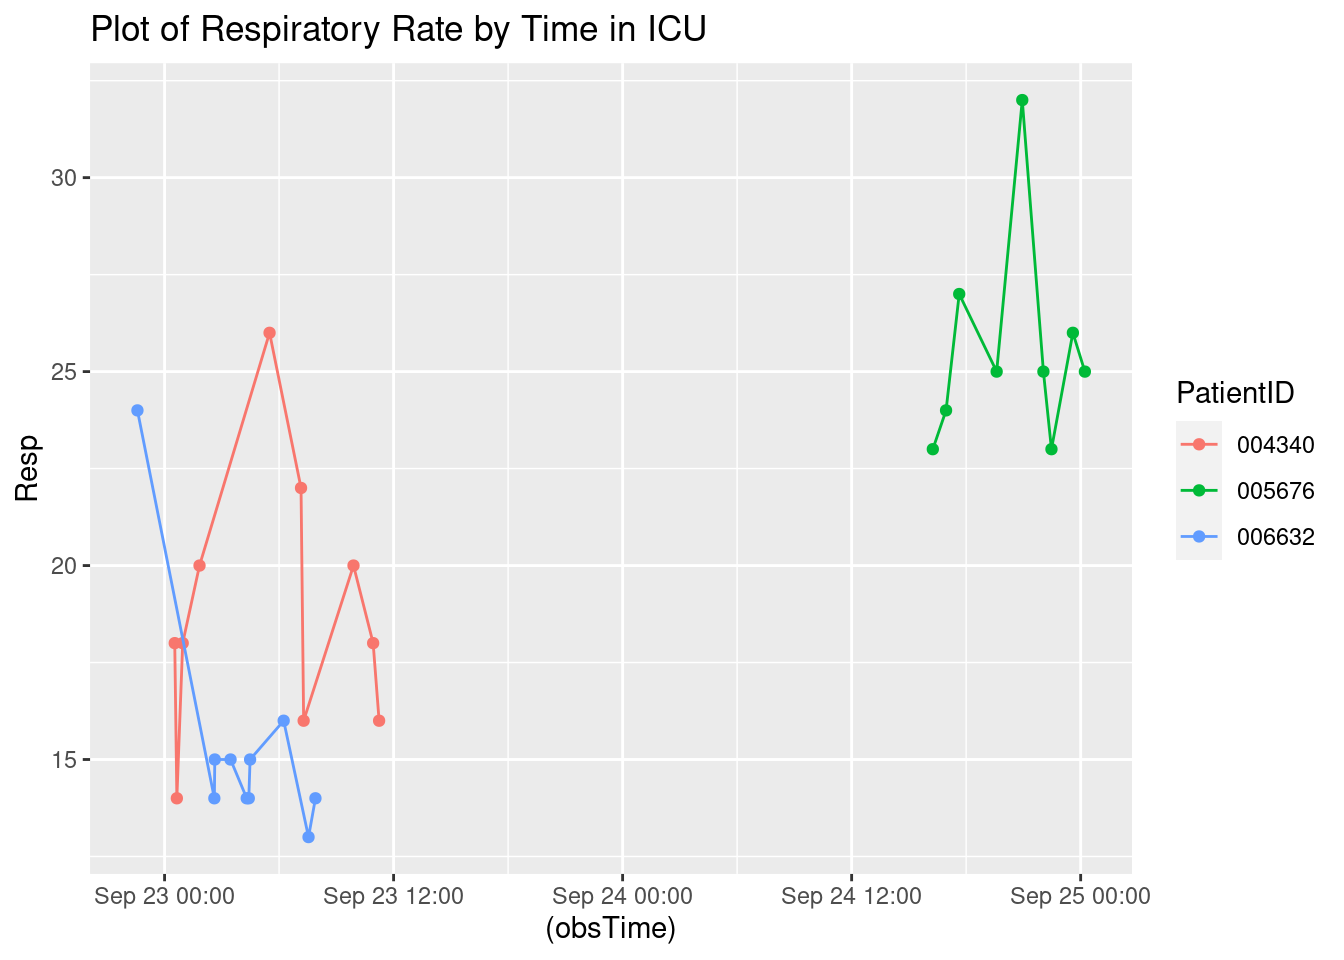 Plot of Respiratory Rate by Time in ICU
30
25
20
15
Resp
Sep 23 00:00 Sep 23 12:00 Sep 24 00:00 Sep 24 12:00 Sep 25 00:00
(obsTime)
PatientID
004340
005676
006632